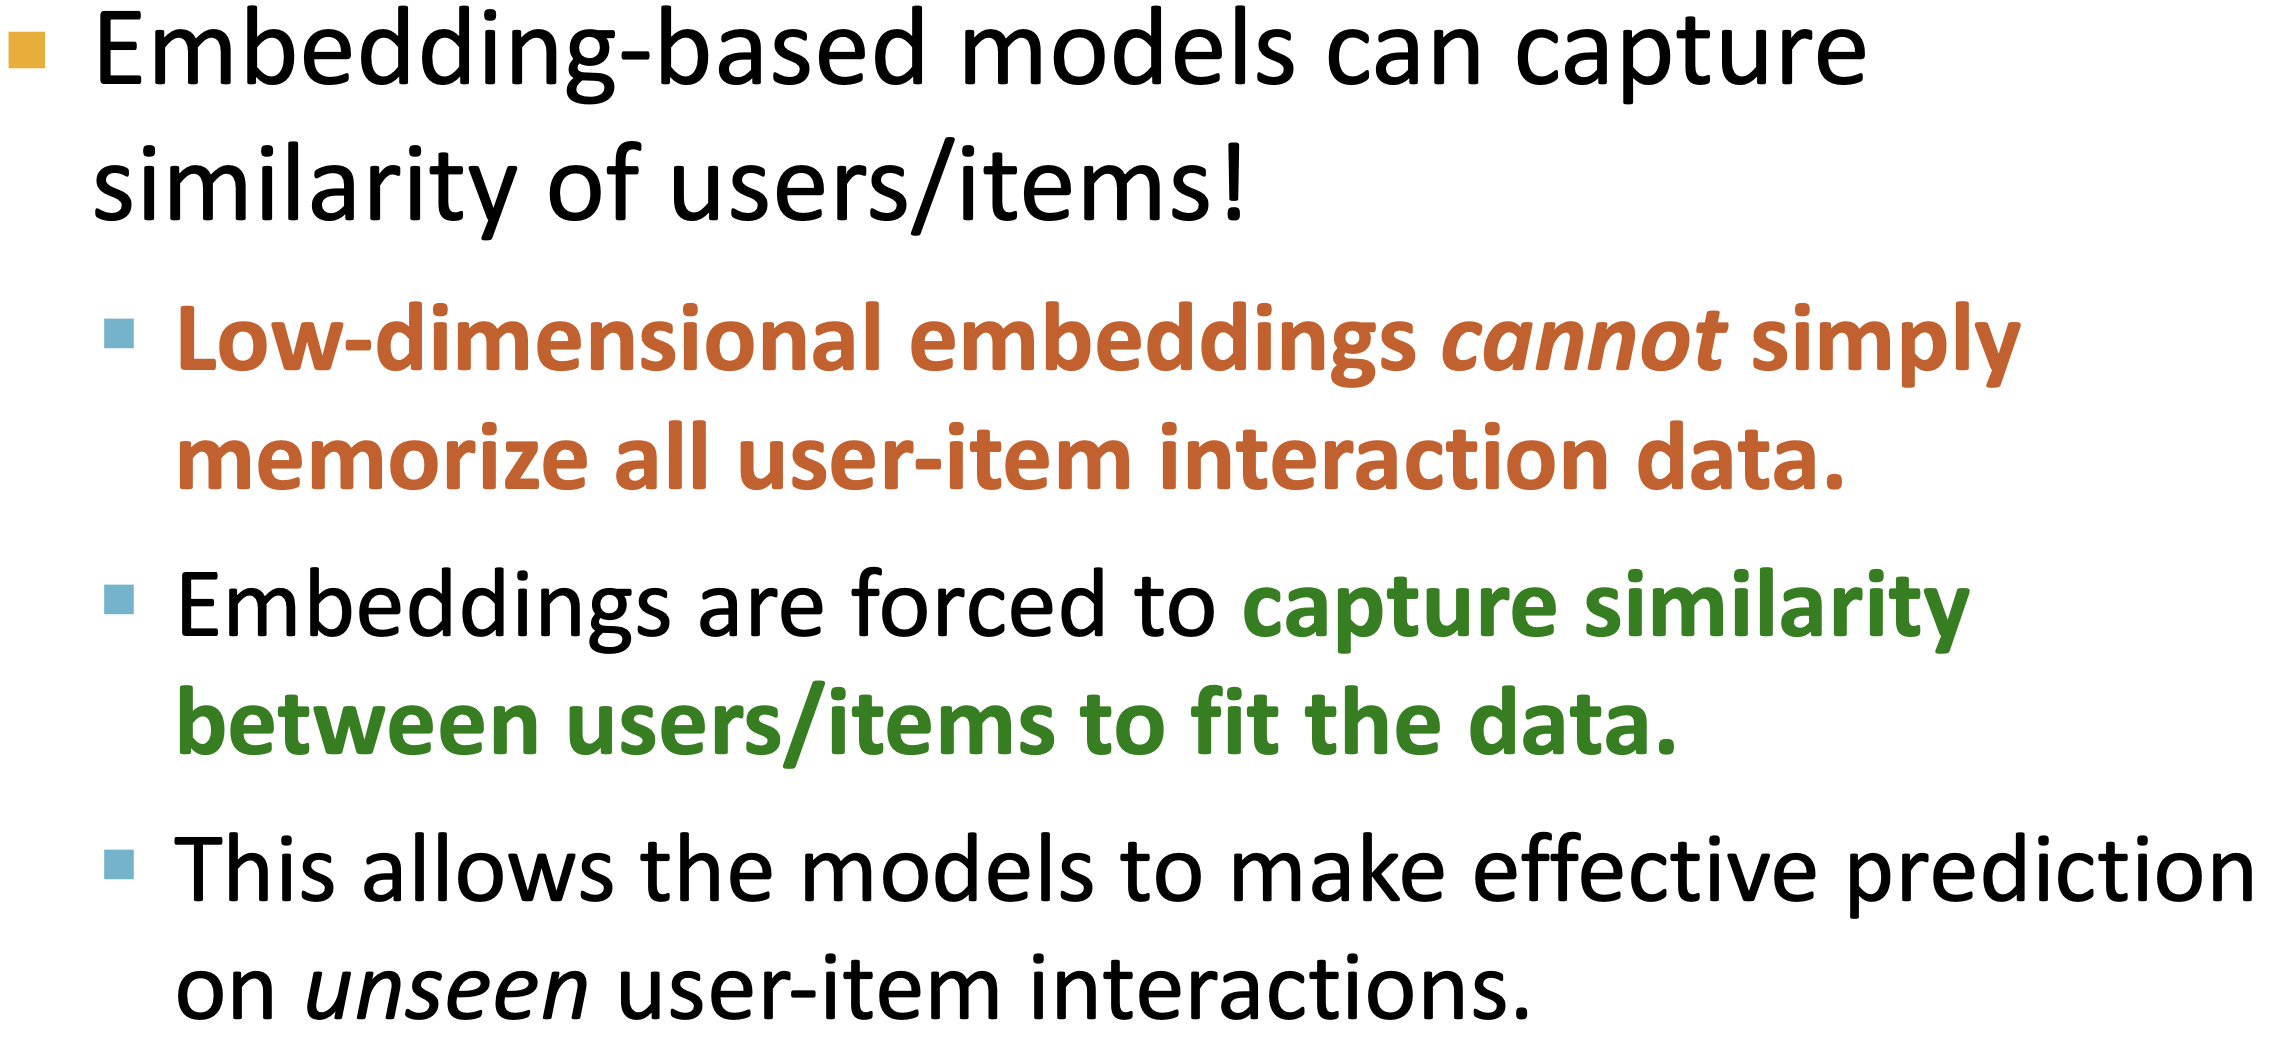 Embedding-based models can capture
similarity of users/items!
Low-dimensional embeddings cannot simply
memorize all user-item interaction data.
Embeddings are forced to capture similarity
between users/items to fit the data.
This allows the models to make effective prediction
on unseen user-item interactions.